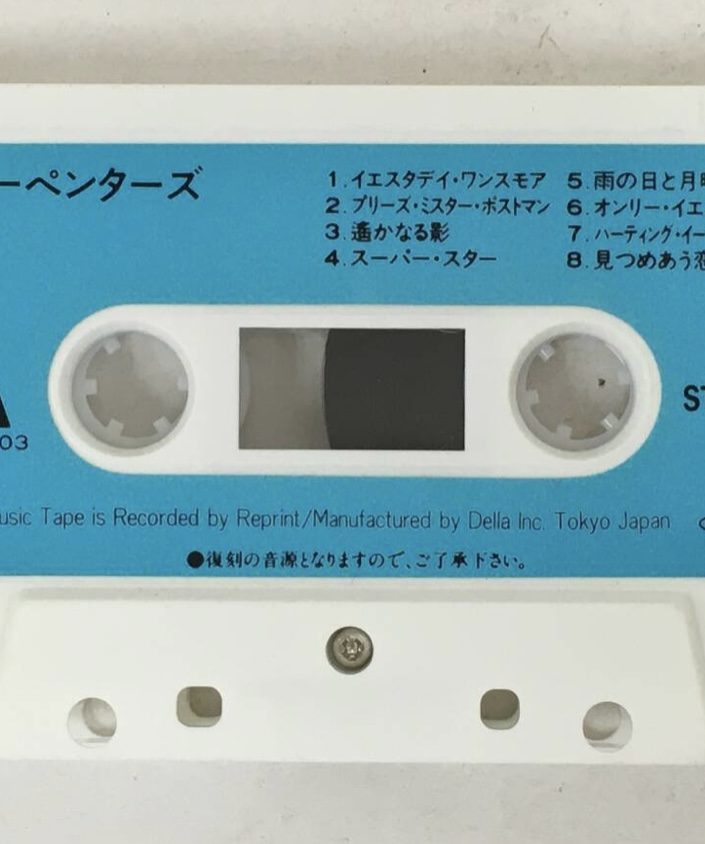 ーペンターズ
1.イエスタデイ・ワンスモア
2.プリーズ・ミスター・ポストマン
3.遙かなる影
4.スーパー・スター
5.雨の日と月曜
6.オンリー・イエ
7.ハーティング・イー
8.見つめあう恋
A
03
ST
usic Tape is Recorded by Reprint/Manufactured by Della Inc. Tokyo Japan
●復刻の音源となりますので、ご了承下さい。